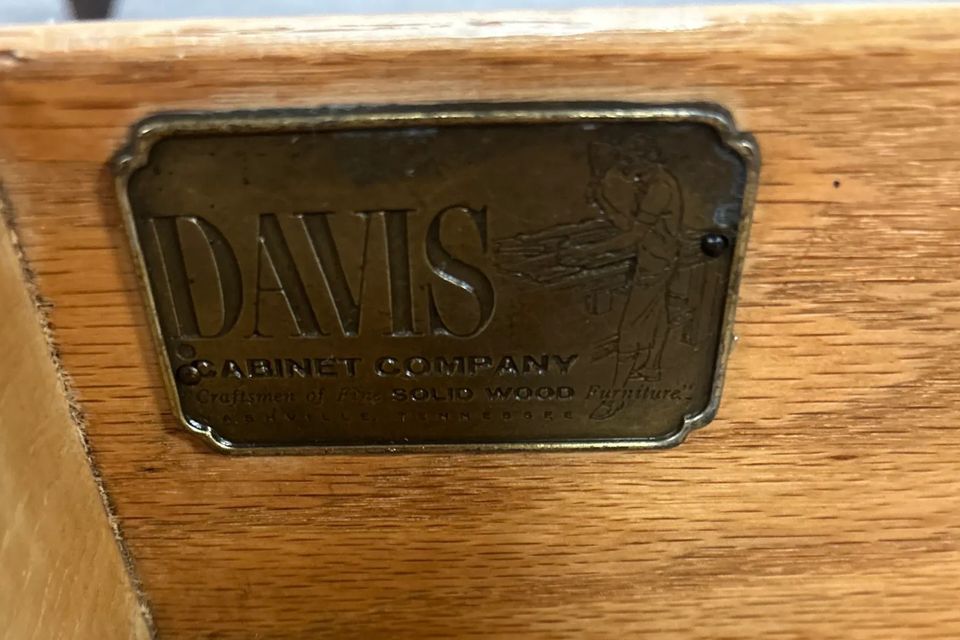 DAVIS
CABINET COMPANY
Craftsmen of Fine SOLID WOOD Furniture."
NASHVILLE, TENNESSEE